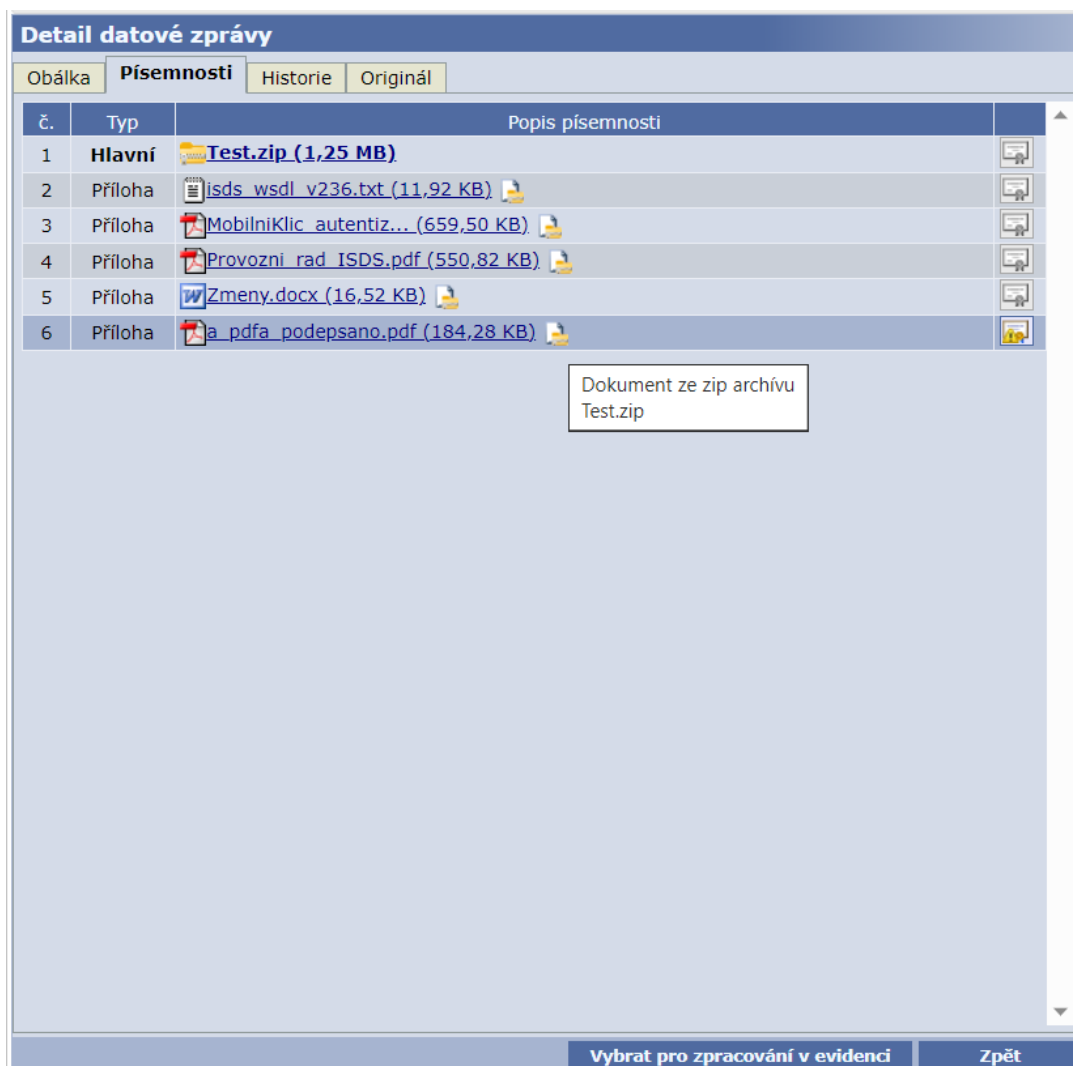 Detail datové zprávy
Obálka Písemnosti Historie Originál
č. Typ Popis písemnosti
1 Hlavní Test.zip (1,25 MB)
2 Příloha isds_wsdl_v236.txt (11,92 KB)
3 Příloha MobilniKlic_autentiz... (659,50 KB)
4 Příloha Provozni_rad_ISDS.pdf (550,82 KB)
5 Příloha Zmeny.docx (16,52 KB)
6 Příloha a_pdfa_podepsano.pdf (184,28 KB)
Dokument ze zip archívu
Test.zip
Vybrat pro zpracování v evidenci Zpět